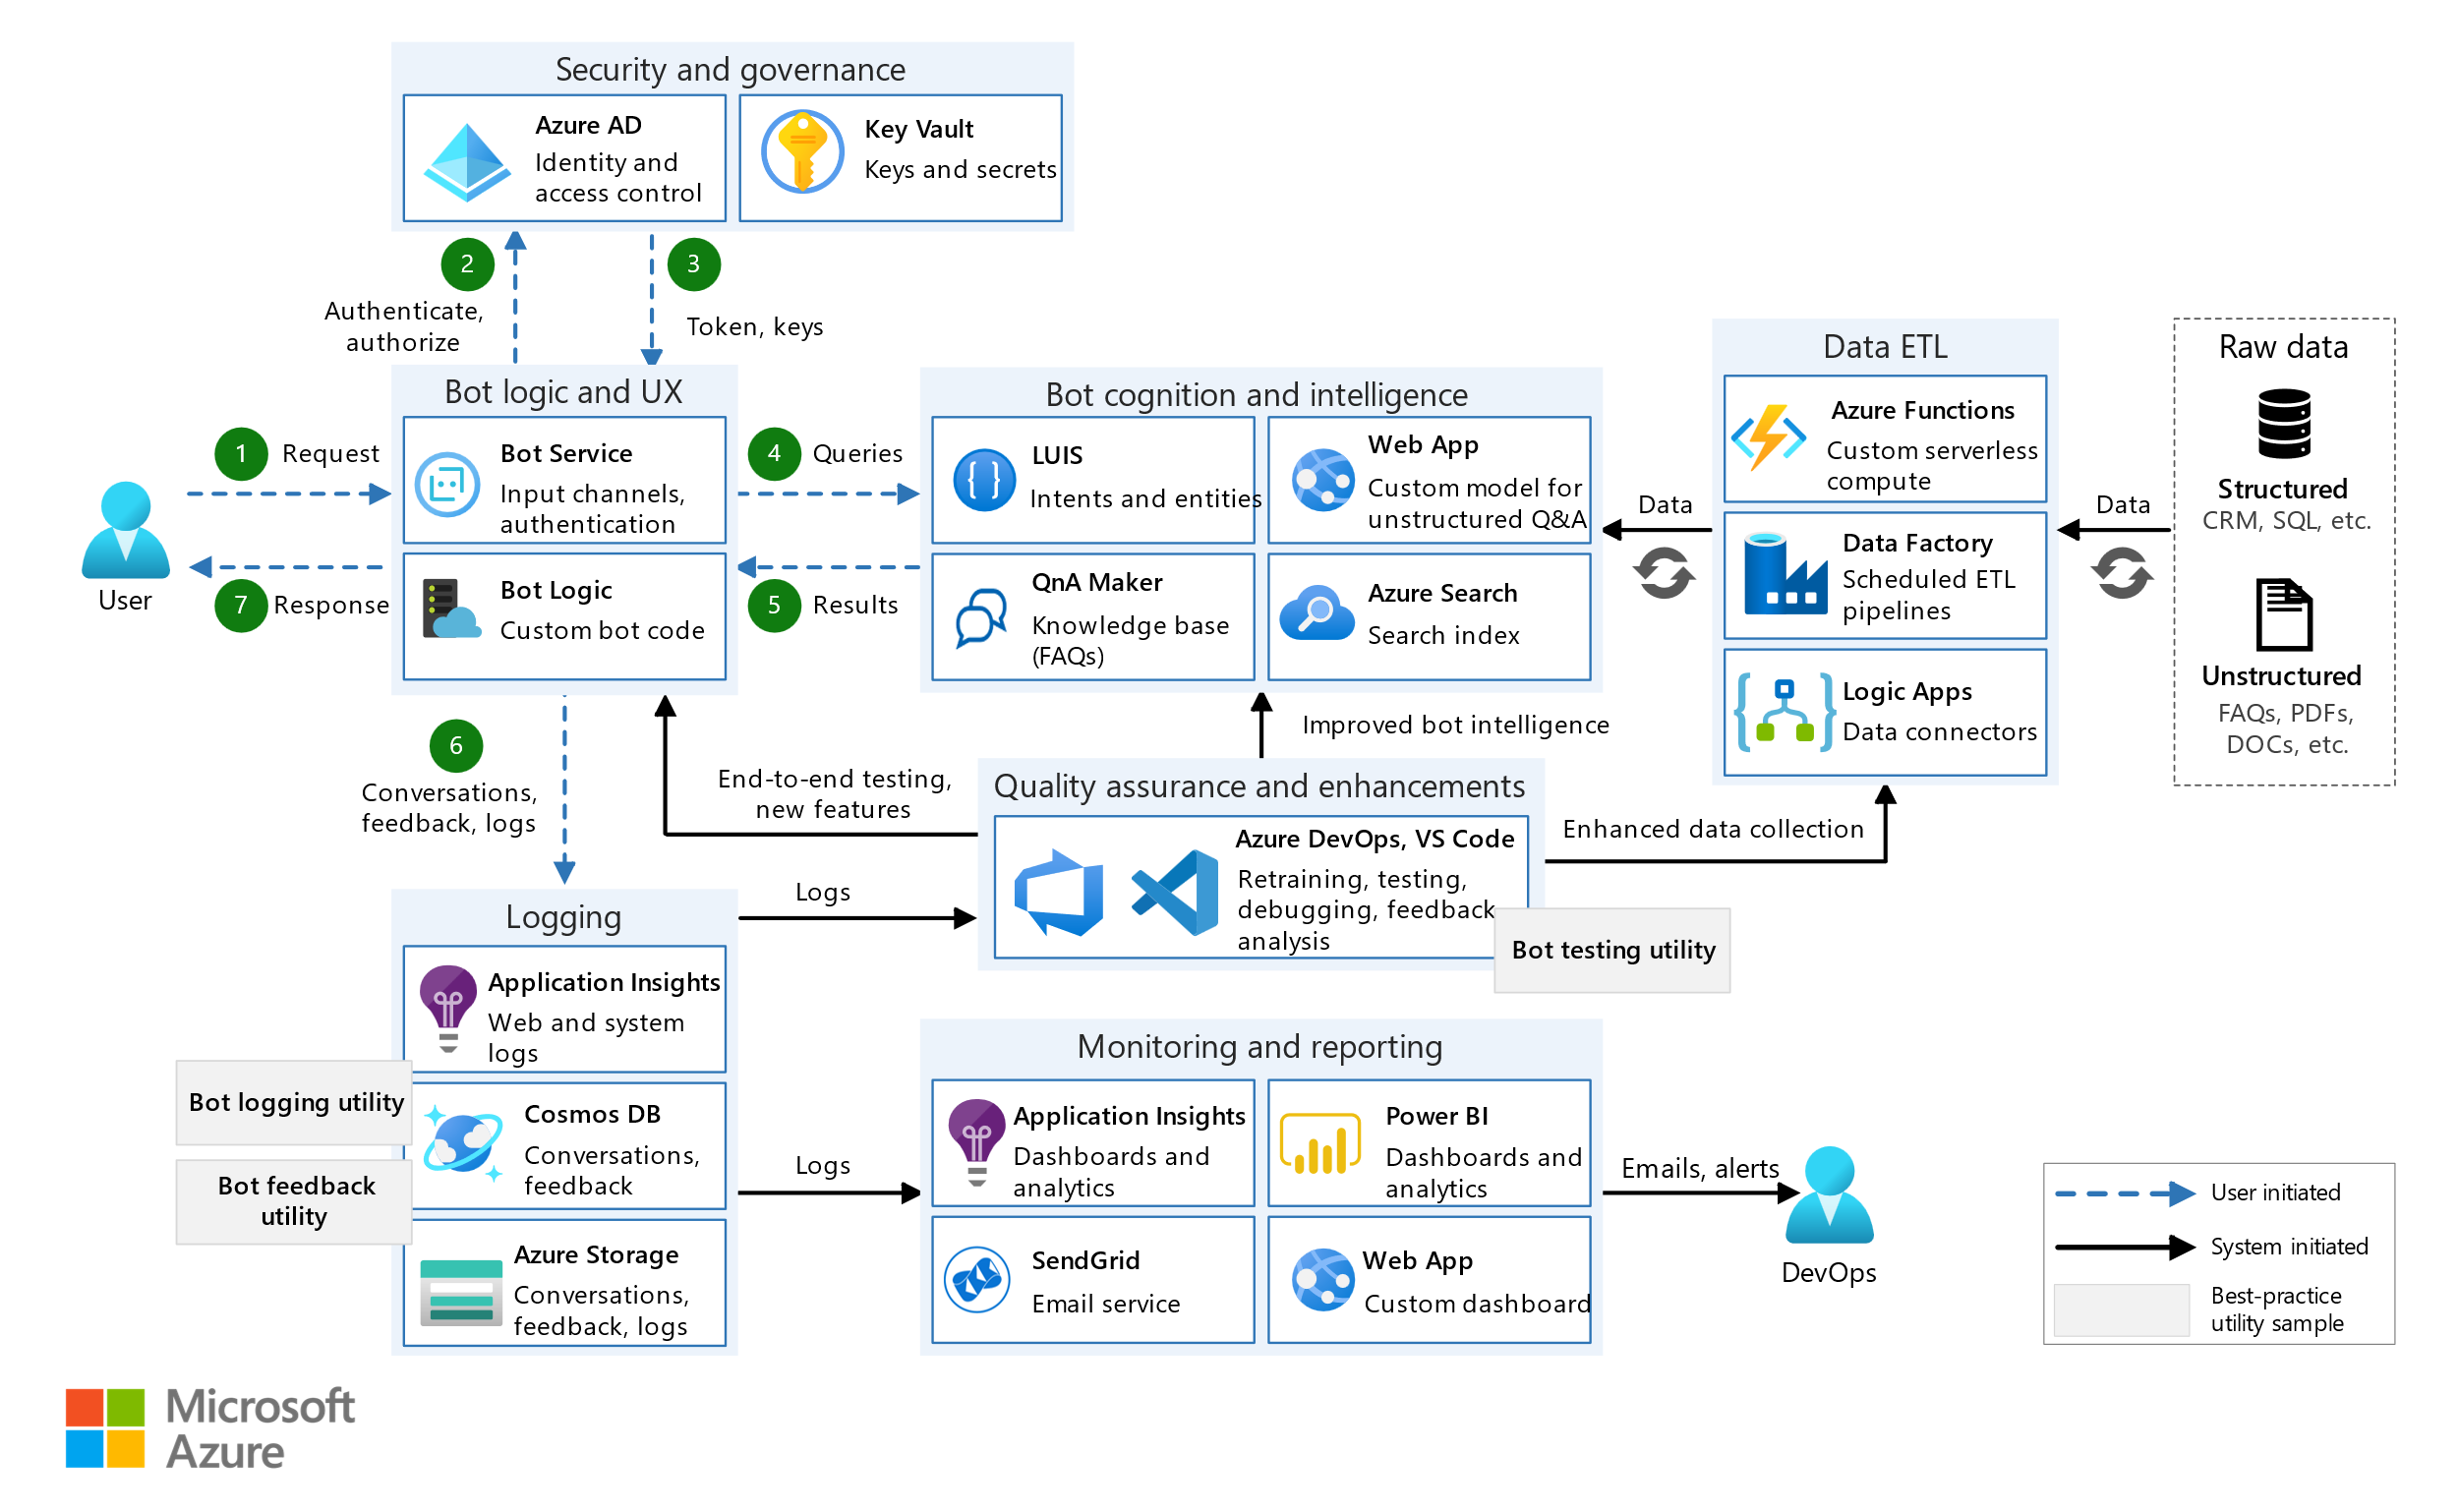 Security and governance
Azure AD
Identity and
access control
Key Vault
Keys and secrets
2
Authenticate,
authorize
3
Token, keys
1
Request
7
Response
User
Bot logic and UX
Bot Service
Input channels,
authentication
Bot Logic
Custom bot code
4
Queries
5
Results
Bot cognition and intelligence
LUIS
Intents and entities
Web App
Custom model for
unstructured Q&A
QnA Maker
Knowledge base
(FAQs)
Azure Search
Search index
Data
Data ETL
Azure Functions
Custom serverless
compute
Data Factory
Scheduled ETL
pipelines
Logic Apps
Data connectors
Data
Raw data
Structured
CRM, SQL, etc.
Unstructured
FAQs, PDFs,
DOCs, etc.
6
Conversations,
feedback, logs
End-to-end testing,
new features
Improved bot intelligence
Quality assurance and enhancements
Azure DevOps, VS Code
Retraining, testing,
debugging, feedback
analysis
Enhanced data collection
Bot testing utility
Logs
Logging
Application Insights
Web and system
logs
Bot logging utility
Cosmos DB
Conversations,
feedback
Bot feedback
utility
Azure Storage
Conversations,
feedback, logs
Logs
Monitoring and reporting
Application Insights
Dashboards and
analytics
Power BI
Dashboards and
analytics
SendGrid
Email service
Web App
Custom dashboard
Emails, alerts
DevOps
User initiated
System initiated
Best-practice
utility sample
Microsoft
Azure